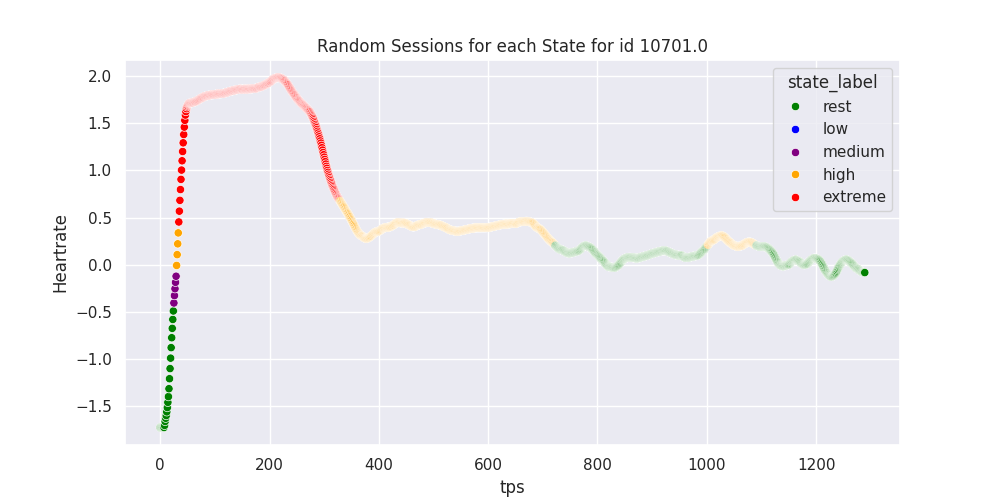 Random Sessions for each State for id 10701.0
Heartrate
2.0
1.5
1.0
0.5
0.0
−0.5
−1.0
−1.5
state_label
rest
low
medium
high
extreme
0 200 400 600 800 1000 1200
tps